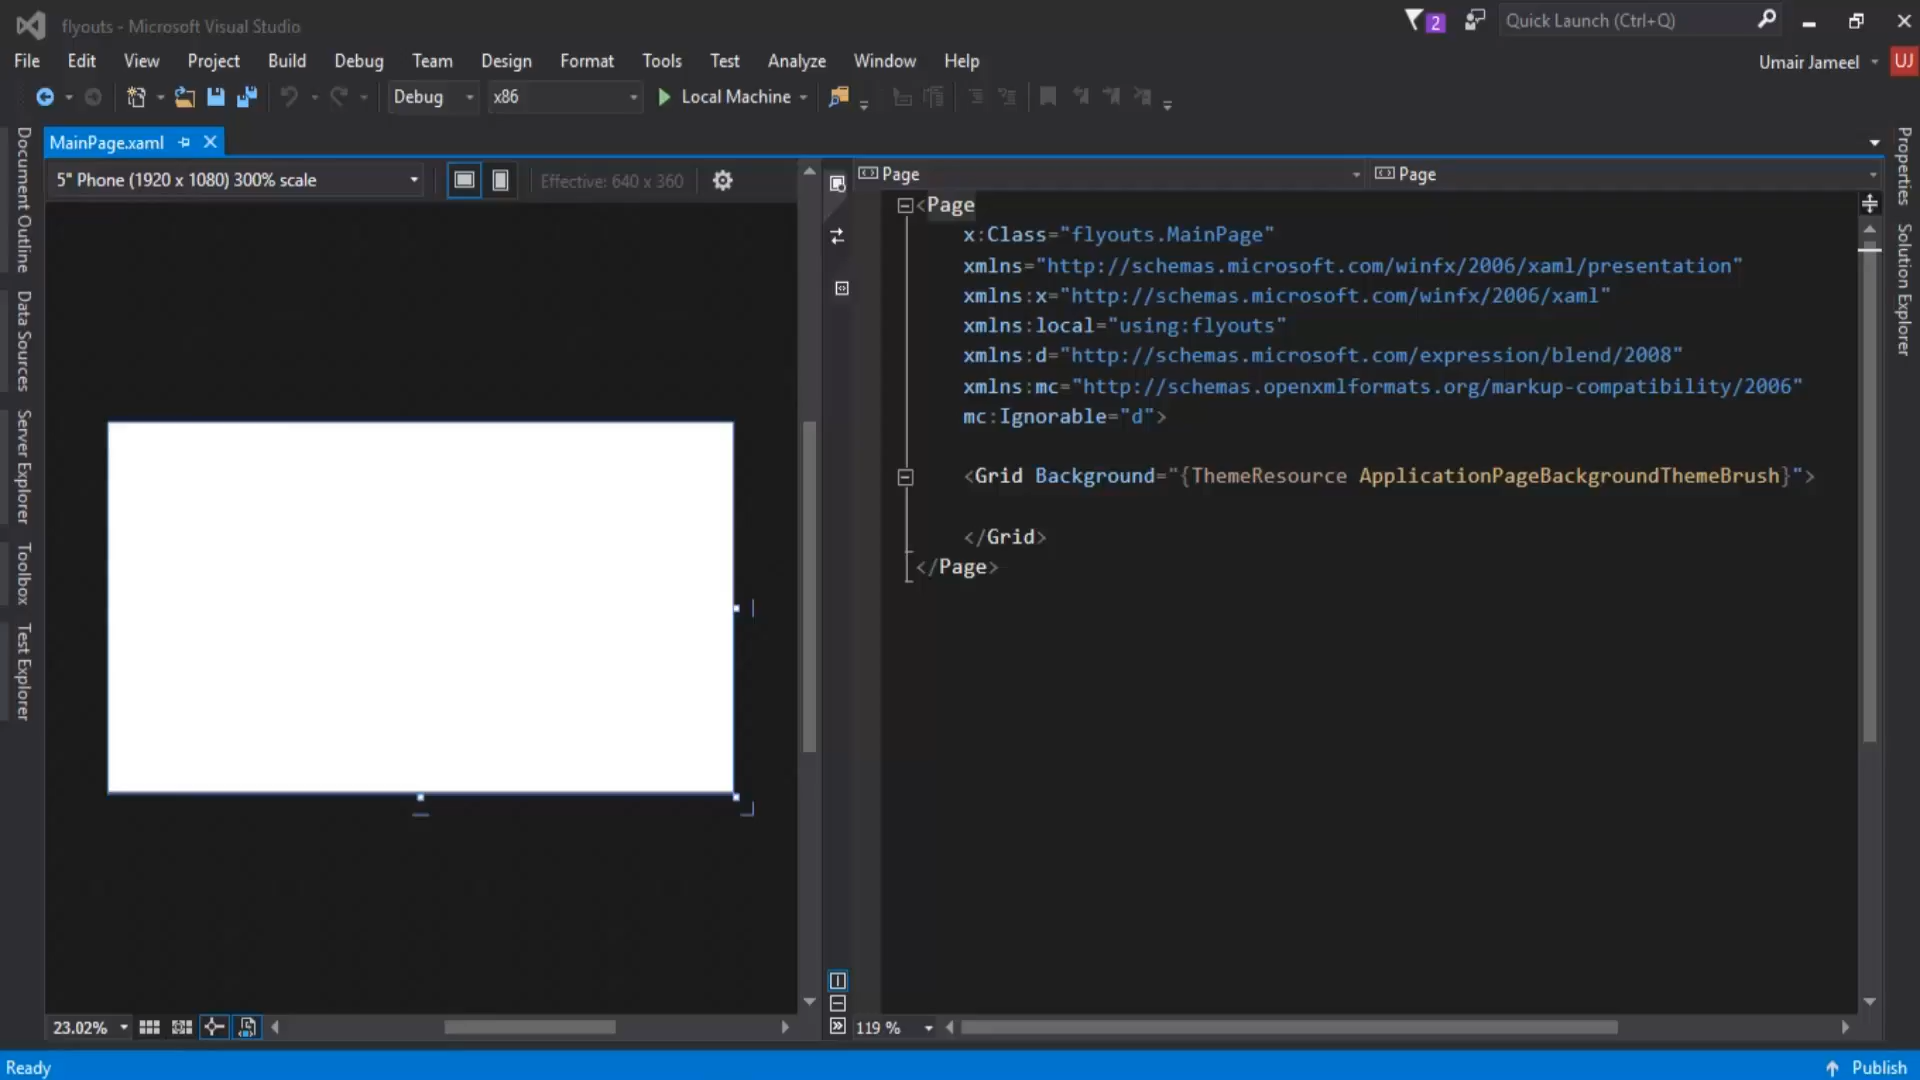 flyouts - Microsoft Visual Studio
2
Quick Launch (Ctrl+Q)
File Edit View Project Build Debug Team Design Format Tools Test Analyze Window Help
Umair Jameel UJ
Debug x86 Local Machine
MainPage.xaml
5" Phone (1920 x 1080) 300% scale
Effective: 640 x 360
Page
Page
Document Outline
Data Sources
Server Explorer
Toolbox
Test Explorer
<Page
x:Class="flyouts.MainPage"
xmlns="http://schemas.microsoft.com/winfx/2006/xaml/presentation"
xmlns:x="http://schemas.microsoft.com/winfx/2006/xaml"
xmlns:local="using:flyouts"
xmlns:d="http://schemas.microsoft.com/expression/blend/2008"
xmlns:mc="http://schemas.openxmlformats.org/markup-compatibility/2006"
mc:Ignorable="d">
<Grid Background="{ThemeResource ApplicationPageBackgroundThemeBrush}">
</Grid>
</Page>
Properties
Solution Explorer
23.02%
119 %
Ready
Publish